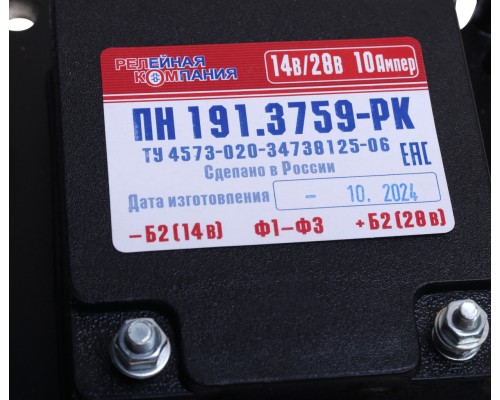 РЕЛЕЙНАЯ КОМПАНИЯ
14В/28В 10Ампер
ПН 191.3759-РК
ТУ 4573-020-34738125-06
Сделано в России
ЕАС
Дата изготовления – 10. 2024
–Б2(14В) Ф1–Ф3 +Б2(28В)